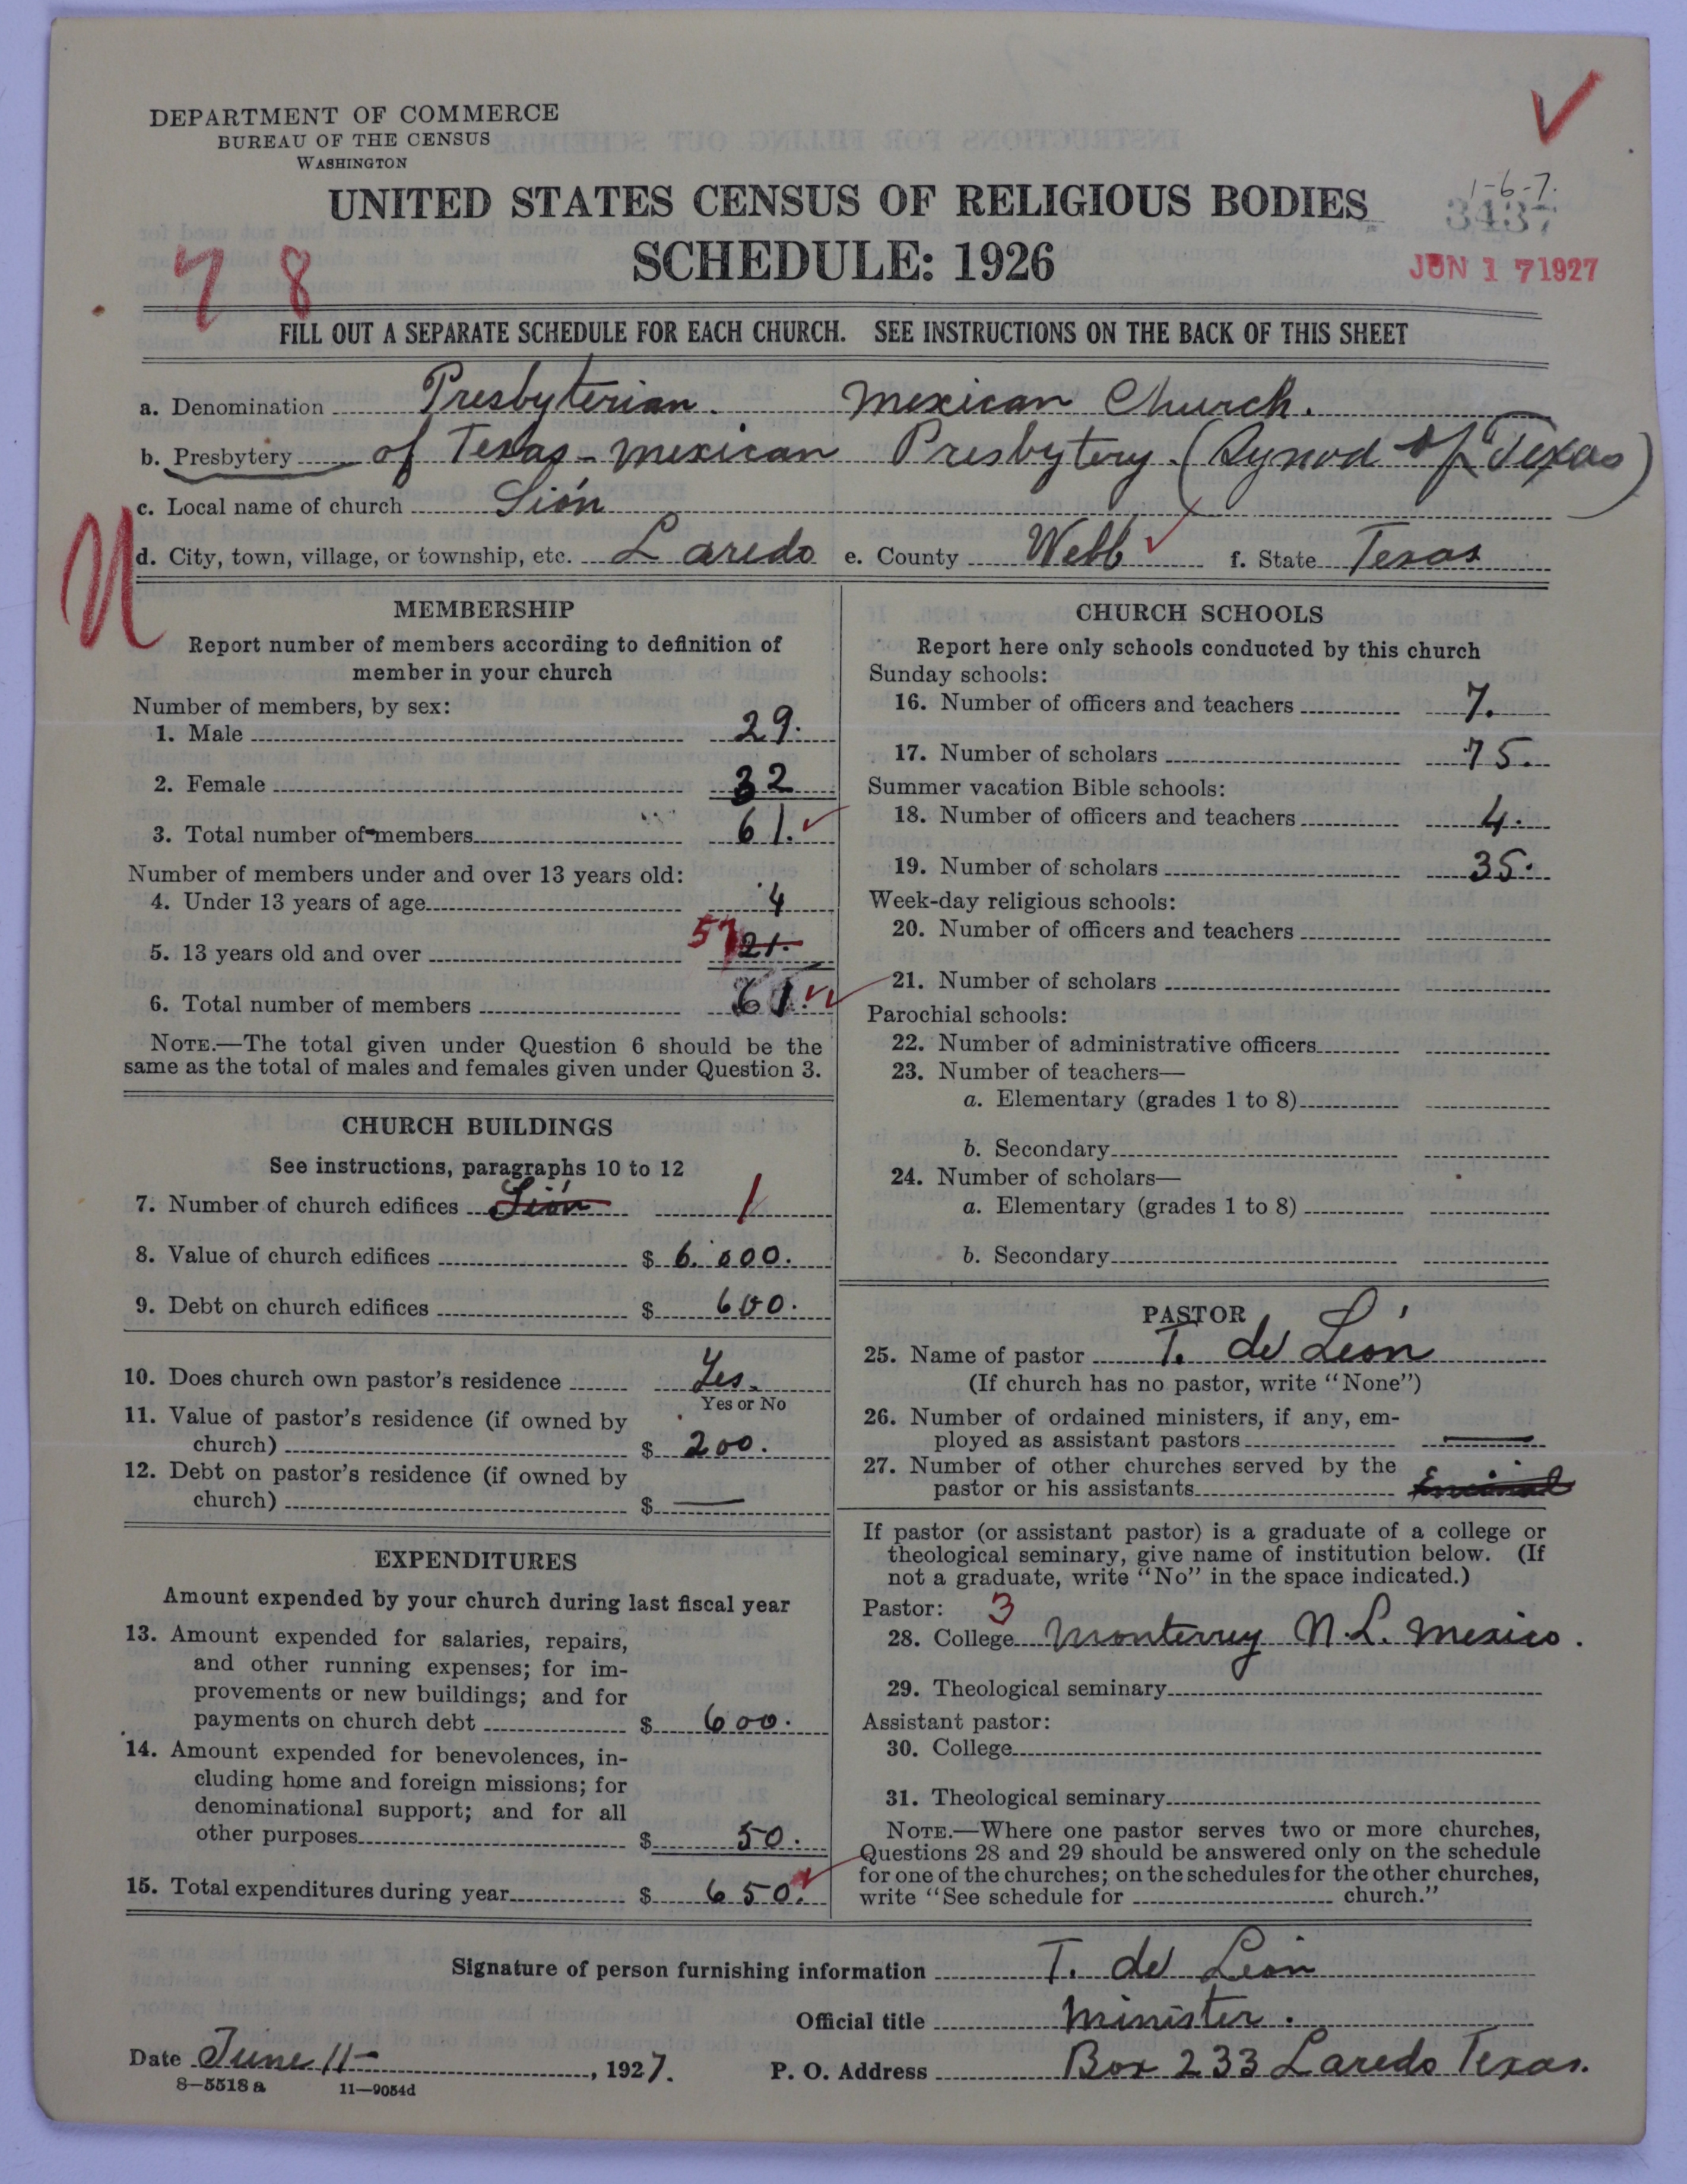 DEPARTMENT OF COMMERCE
BUREAU OF THE CENSUS
WASHINGTON
UNITED STATES CENSUS OF RELIGIOUS BODIES
SCHEDULE: 1926
1-6-7.
3437
JUN 17 1927
7 8
FILL OUT A SEPARATE SCHEDULE FOR EACH CHURCH. SEE INSTRUCTIONS ON THE BACK OF THIS SHEET
a. Denomination Presbyterian. Mexican Church.
b. Presbytery of Texas-Mexican Presbytery (Synod of Texas)
c. Local name of church Sión
d. City, town, village, or township, etc. Laredo e. County Webb f. State Texas
N
MEMBERSHIP
Report number of members according to definition of
member in your church
Number of members, by sex:
1. Male 29.
2. Female 32
3. Total number of members 61.
Number of members under and over 13 years old:
4. Under 13 years of age 4
5. 13 years old and over 57 21.
6. Total number of members 61
NOTE.—The total given under Question 6 should be the
same as the total of males and females given under Question 3.
CHURCH BUILDINGS
See instructions, paragraphs 10 to 12
7. Number of church edifices Sión 1
8. Value of church edifices $ 6.000.
9. Debt on church edifices $ 600.
10. Does church own pastor's residence Yes.
Yes or No
11. Value of pastor's residence (if owned by
church) $ 200.
12. Debt on pastor's residence (if owned by
church) $ —
EXPENDITURES
Amount expended by your church during last fiscal year
13. Amount expended for salaries, repairs,
and other running expenses; for im-
provements or new buildings; and for
payments on church debt $ 600.
14. Amount expended for benevolences, in-
cluding home and foreign missions; for
denominational support; and for all
other purposes $ 50.
15. Total expenditures during year $ 650.
CHURCH SCHOOLS
Report here only schools conducted by this church
Sunday schools:
16. Number of officers and teachers 7.
17. Number of scholars 75.
Summer vacation Bible schools:
18. Number of officers and teachers 4.
19. Number of scholars 35.
Week-day religious schools:
20. Number of officers and teachers
21. Number of scholars
Parochial schools:
22. Number of administrative officers
23. Number of teachers—
a. Elementary (grades 1 to 8)
b. Secondary
24. Number of scholars—
a. Elementary (grades 1 to 8)
b. Secondary
PASTOR
25. Name of pastor T. de León
(If church has no pastor, write "None")
26. Number of ordained ministers, if any, em-
ployed as assistant pastors —
27. Number of other churches served by the
pastor or his assistants Encinal
If pastor (or assistant pastor) is a graduate of a college or
theological seminary, give name of institution below. (If
not a graduate, write "No" in the space indicated.)
Pastor: 3
28. College Monterrey N.L. Mexico.
29. Theological seminary
Assistant pastor:
30. College
31. Theological seminary
NOTE.—Where one pastor serves two or more churches,
Questions 28 and 29 should be answered only on the schedule
for one of the churches; on the schedules for the other churches,
write "See schedule for church."
Signature of person furnishing information T. de León
Official title Minister.
Date June 11-, 1927. P. O. Address Box 233 Laredo Texas.
8—5518 a 11—9054d